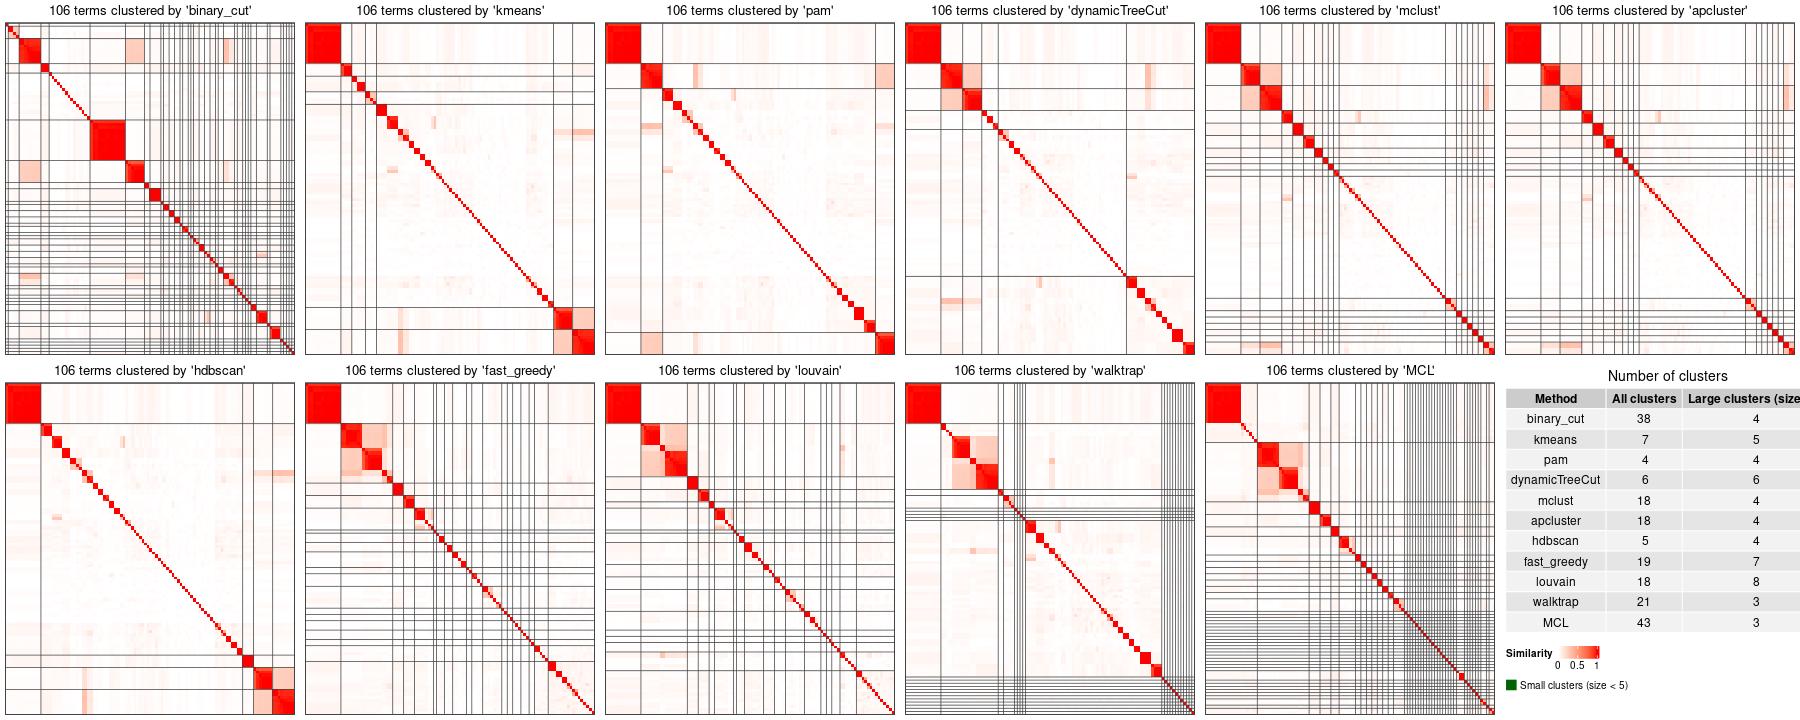 106 terms clustered by 'binary_cut'
106 terms clustered by 'kmeans'
106 terms clustered by 'pam'
106 terms clustered by 'dynamicTreeCut'
106 terms clustered by 'mclust'
106 terms clustered by 'apcluster'
106 terms clustered by 'hdbscan'
106 terms clustered by 'fast_greedy'
106 terms clustered by 'louvain'
106 terms clustered by 'walktrap'
106 terms clustered by 'MCL'
Number of clusters
Method All clusters Large clusters (size
binary_cut 38 4
kmeans 7 5
pam 4 4
dynamicTreeCut 6 6
mclust 18 4
apcluster 18 4
hdbscan 5 4
fast_greedy 19 7
louvain 18 8
walktrap 21 3
MCL 43 3
Similarity
0 0.5 1
Small clusters (size < 5)